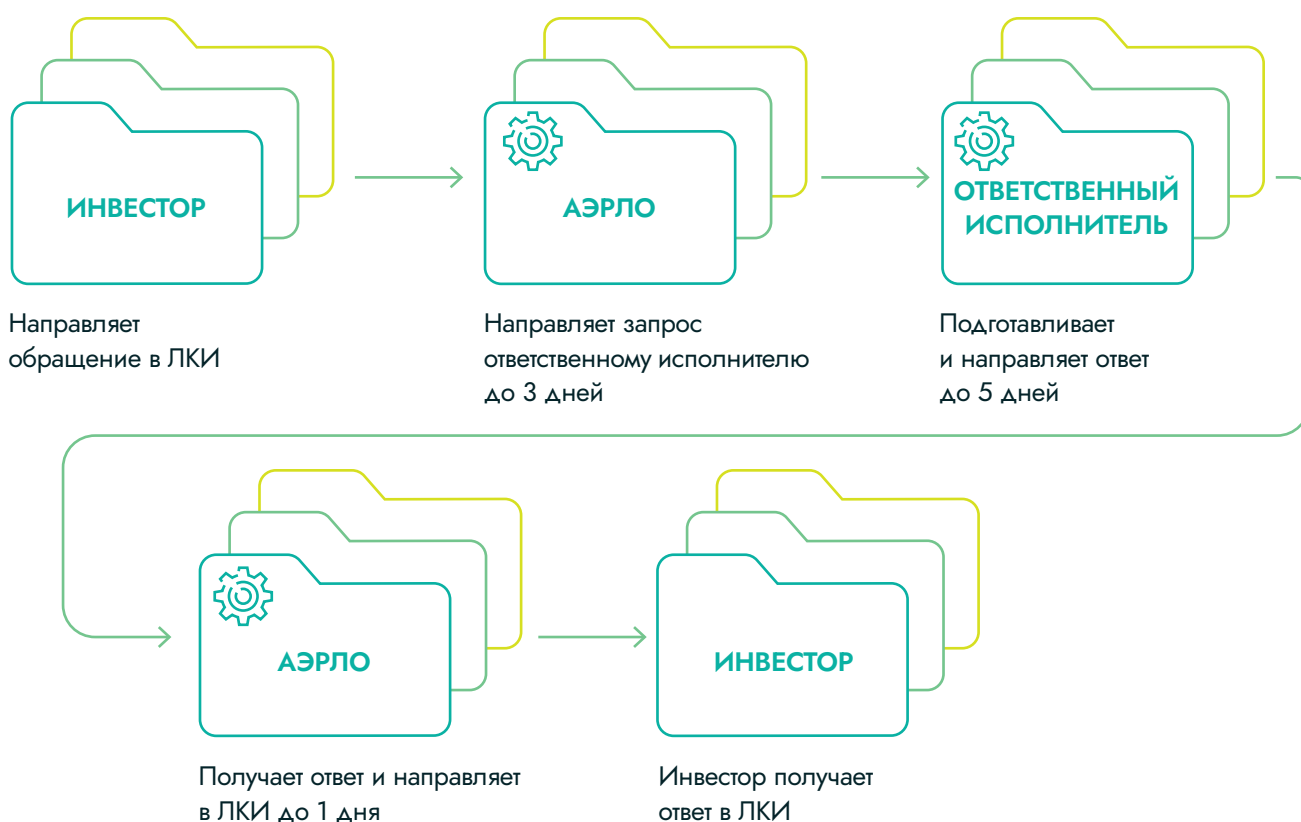 ИНВЕСТОР
Направляет
обращение в ЛКИ
АЭРЛО
Направляет запрос
ответственному исполнителю
до 3 дней
ОТВЕТСТВЕННЫЙ
ИСПОЛНИТЕЛЬ
Подготавливает
и направляет ответ
до 5 дней
АЭРЛО
Получает ответ и направляет
в ЛКИ до 1 дня
ИНВЕСТОР
Инвестор получает
ответ в ЛКИ